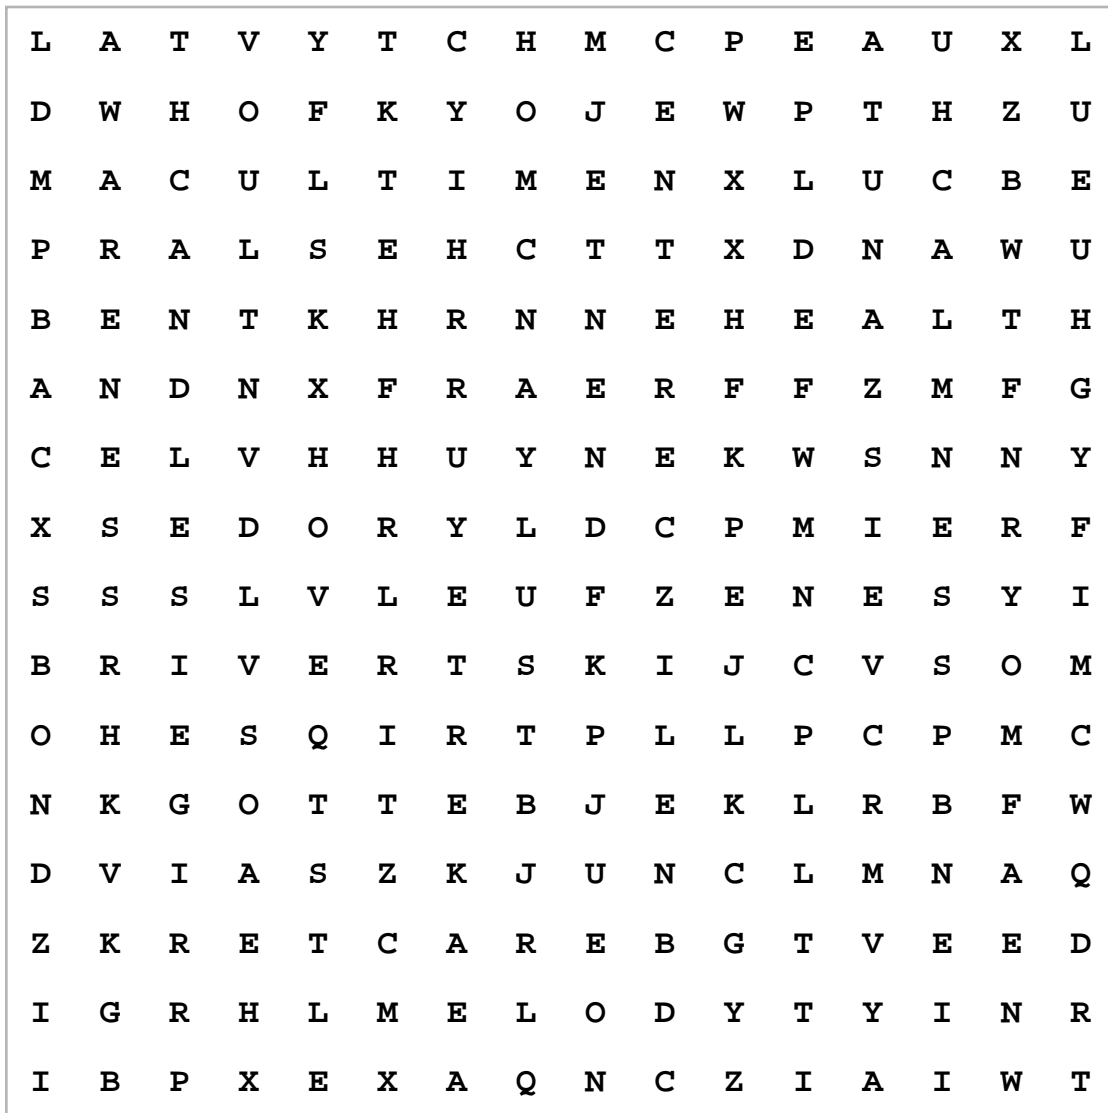 L A T V Y T C H M C P E A U X L
D W H O F K Y O J E W P T H Z U
M A C U L T I M E N X L U C B E
P R A L S E H C T T X D N A W U
B E N T K H R N N E H E A L T H
A N D N X F R A E R F F Z M F G
C E L V H H U Y N E K W S N N Y
X S E D O R Y L D C P M I E R F
S S S L V L E U F Z E N E S Y I
B R I V E R T S K I J C V S O M
O H E S Q I R T P L L P C P M C
N K G O T T E B J E K L R B F W
D V I A S Z K J U N C L M N A Q
Z K R E T C A R E B G T V E E D
I G R H L M E L O D Y T Y I N R
I B P X E X A Q N C Z I A I W T